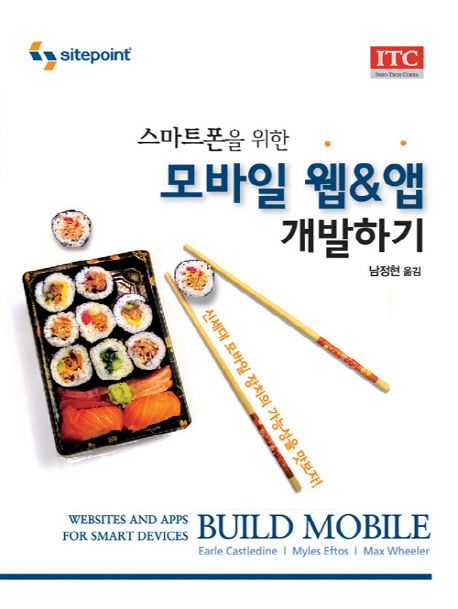 sitepoint®
ITC
INFO-TECH COREA
스마트폰을 위한
모바일 웹&앱
개발하기
남정현 옮김
신세대 모바일 장치의 가능성을 맛보자!
WEBSITES AND APPS
FOR SMART DEVICES
BUILD MOBILE
Earle Castledine | Myles Eftos | Max Wheeler